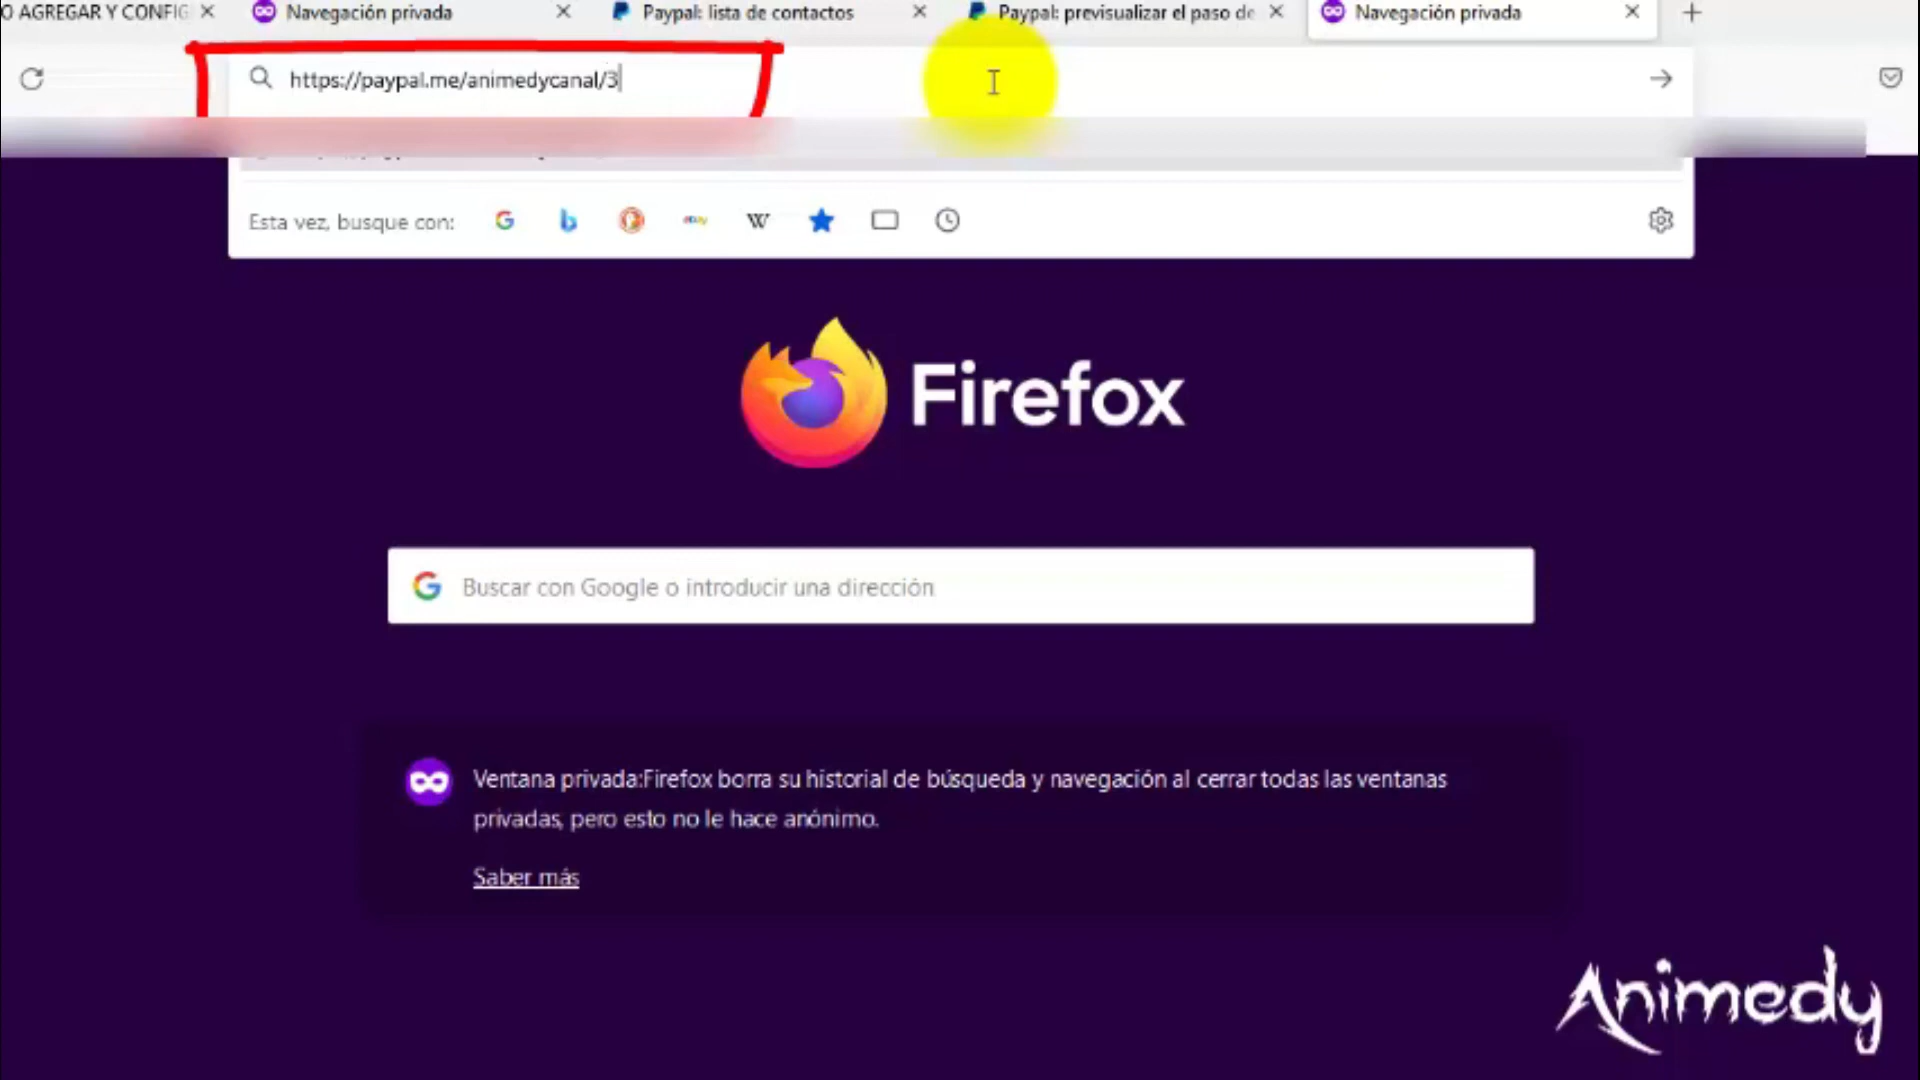 O AGREGAR Y CONFIG
Navegación privada
Paypal: lista de contactos
Paypal: previsualizar el paso de
Navegación privada
https://paypal.me/animedycanal/3
Esta vez, busque con:
ebay
W
Firefox
Buscar con Google o introducir una dirección
Ventana privada:Firefox borra su historial de búsqueda y navegación al cerrar todas las ventanas
privadas, pero esto no le hace anónimo.
Saber más
Animedy